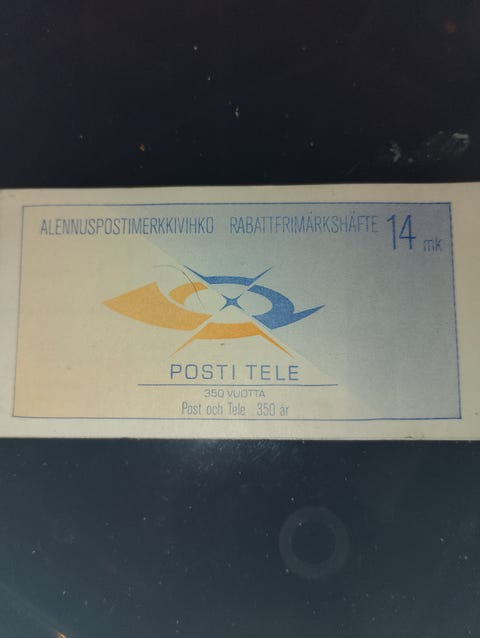 ALENNUSPOSTIMERKKIVIHKO RABATTFRIMÄRKSHÄFTE 14 mk
POSTI TELE
350 VUOTTA
Post och Tele 350 år